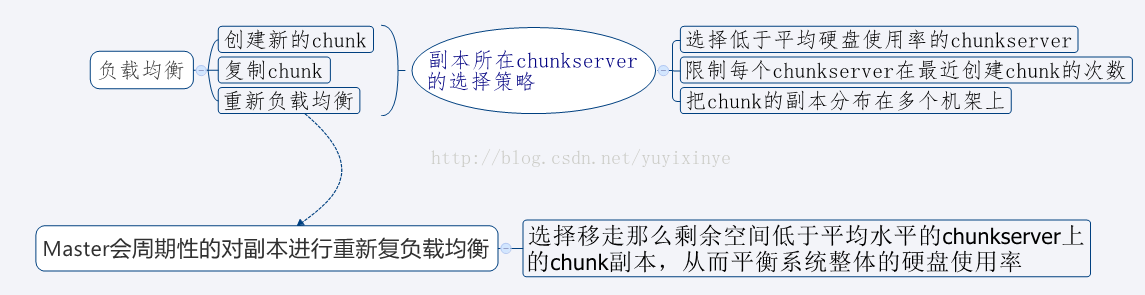 负载均衡
创建新的chunk
复制chunk
重新负载均衡
副本所在chunkserver
的选择策略
选择低于平均硬盘使用率的chunkserver
限制每个chunkserver在最近创建chunk的次数
把chunk的副本分布在多个机架上
http://blog.csdn.net/yuyixinye
Master会周期性的对副本进行重新复负载均衡
选择移走那么剩余空间低于平均水平的chunkserver上
的chunk副本，从而平衡系统整体的硬盘使用率